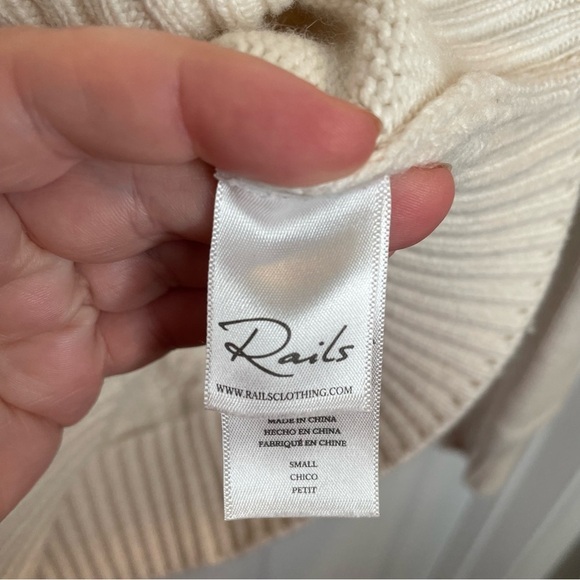 Rails
WWW.RAILSCLOTHING.COM
MADE IN CHINA
HECHO EN CHINA
FABRIQUÉ EN CHINE
SMALL
CHICO
PETIT